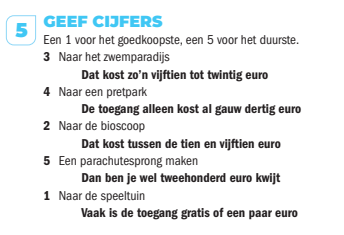 5 GEEF CIJFERS
Een 1 voor het goedkoopste, een 5 voor het duurste.
3 Naar het zwemparadijs
Dat kost zo’n vijftien tot twintig euro
4 Naar een pretpark
De toegang alleen kost al gauw dertig euro
2 Naar de bioscoop
Dat kost tussen de tien en vijftien euro
5 Een parachutesprong maken
Dan ben je wel tweehonderd euro kwijt
1 Naar de speeltuin
Vaak is de toegang gratis of een paar euro